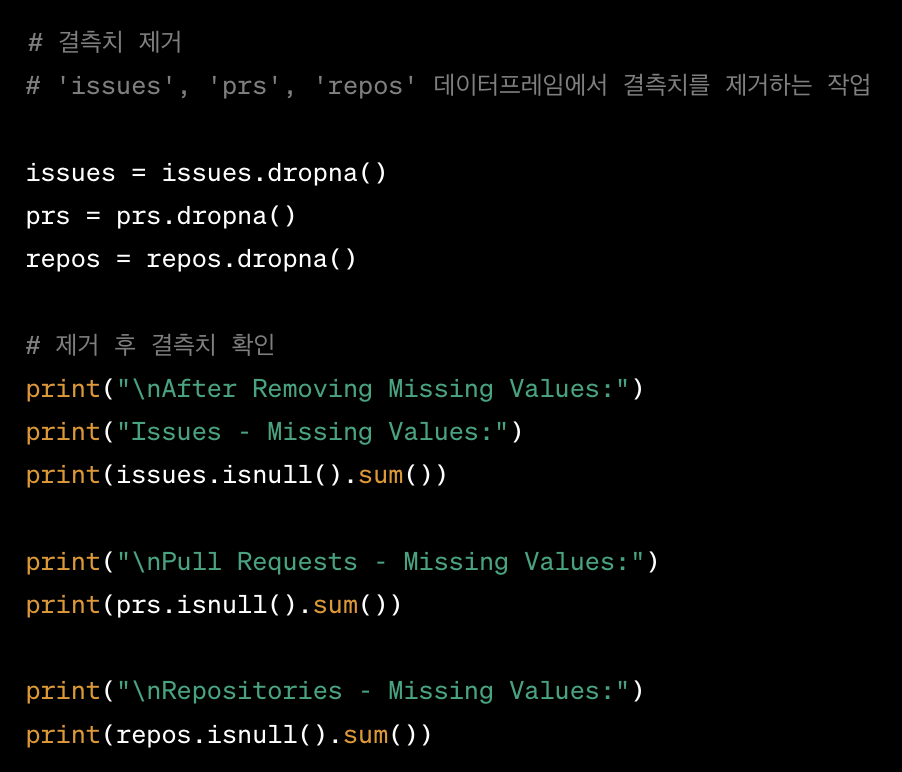 # 결측치 제거
# 'issues', 'prs', 'repos' 데이터프레임에서 결측치를 제거하는 작업
issues = issues.dropna()
prs = prs.dropna()
repos = repos.dropna()
# 제거 후 결측치 확인
print("\nAfter Removing Missing Values:")
print("Issues - Missing Values:")
print(issues.isnull().sum())
print("\nPull Requests - Missing Values:")
print(prs.isnull().sum())
print("\nRepositories - Missing Values:")
print(repos.isnull().sum())